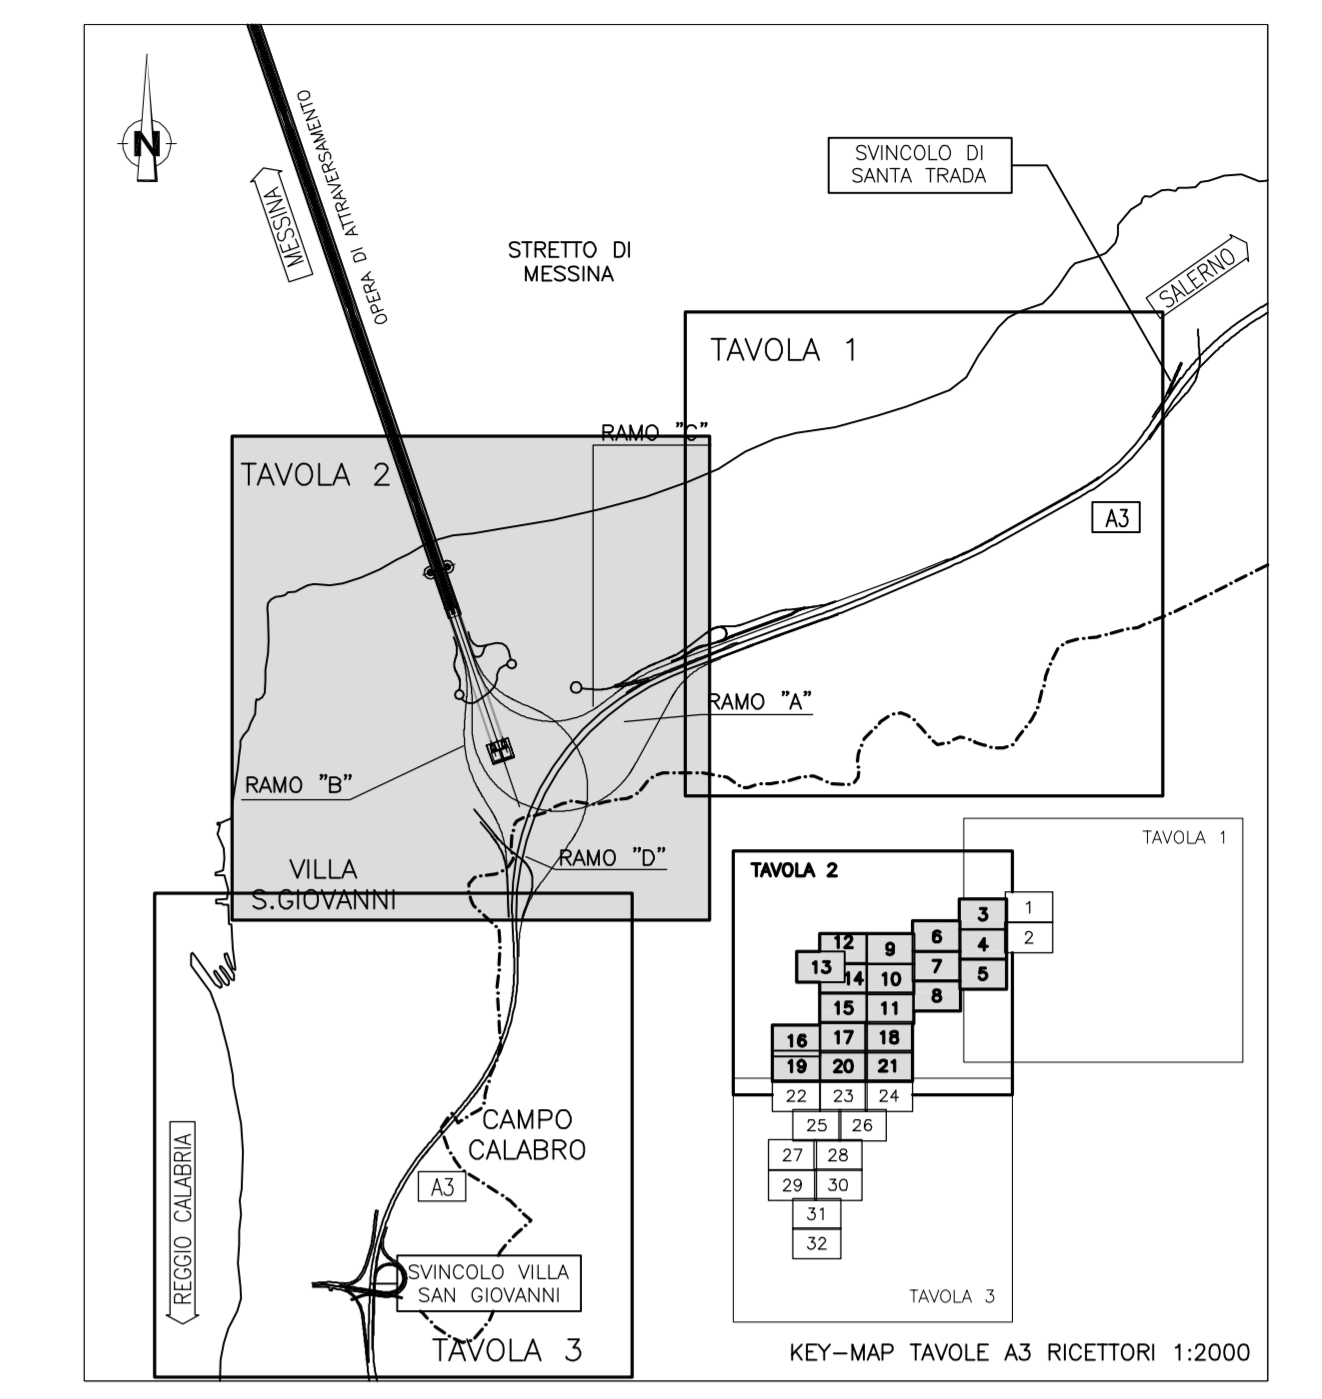 N
MESSINA
OPERA DI ATTRAVERSAMENTO
STRETTO DI
MESSINA
SVINCOLO DI
SANTA TRADA
SALERNO
TAVOLA 1
A3
RAMO "C"
TAVOLA 2
RAMO "A"
RAMO "B"
RAMO "D"
VILLA
S.GIOVANNI
CAMPO
CALABRO
A3
REGGIO CALABRIA
SVINCOLO VILLA
SAN GIOVANNI
TAVOLA 3
TAVOLA 1
TAVOLA 2
3 1
12 9 6 4 2
13 14 10 7 5
15 11 8
16 17 18
19 20 21
22 23 24
25 26
27 28
29 30
31
32
TAVOLA 3
KEY-MAP TAVOLE A3 RICETTORI 1:2000